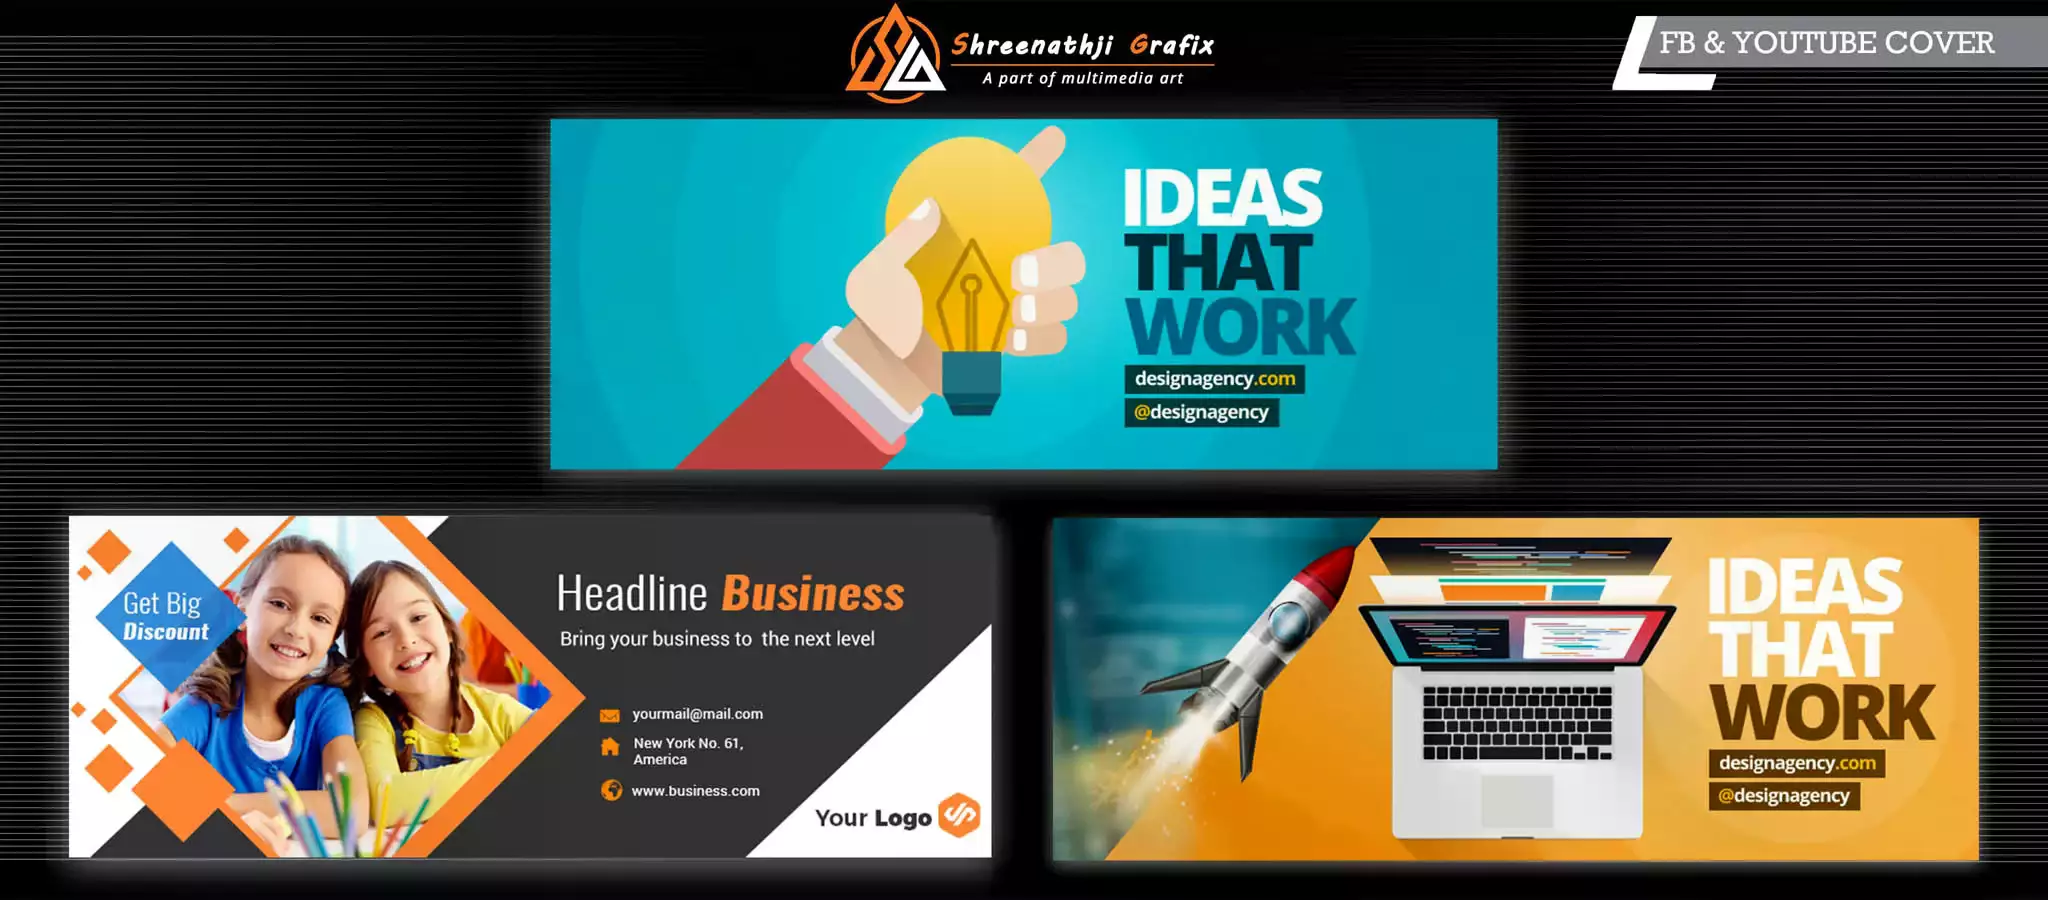 Shreenathji Grafix
A part of multimedia art
FB & YOUTUBE COVER
IDEAS
THAT
WORK
designagency.com
@designagency
Get Big
Discount
Headline Business
Bring your business to the next level
yourmail@mail.com
New York No. 61,
America
www.business.com
Your Logo
IDEAS
THAT
WORK
designagency.com
@designagency